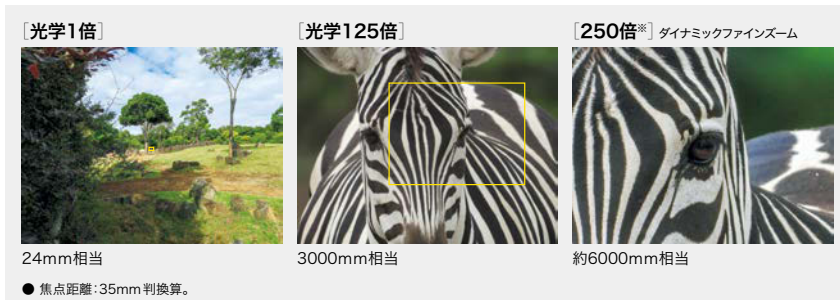 [光学1倍]
[光学125倍]
[250倍※] ダイナミックファインズーム
24mm相当
3000mm相当
約6000mm相当
● 焦点距離:35mm判換算。